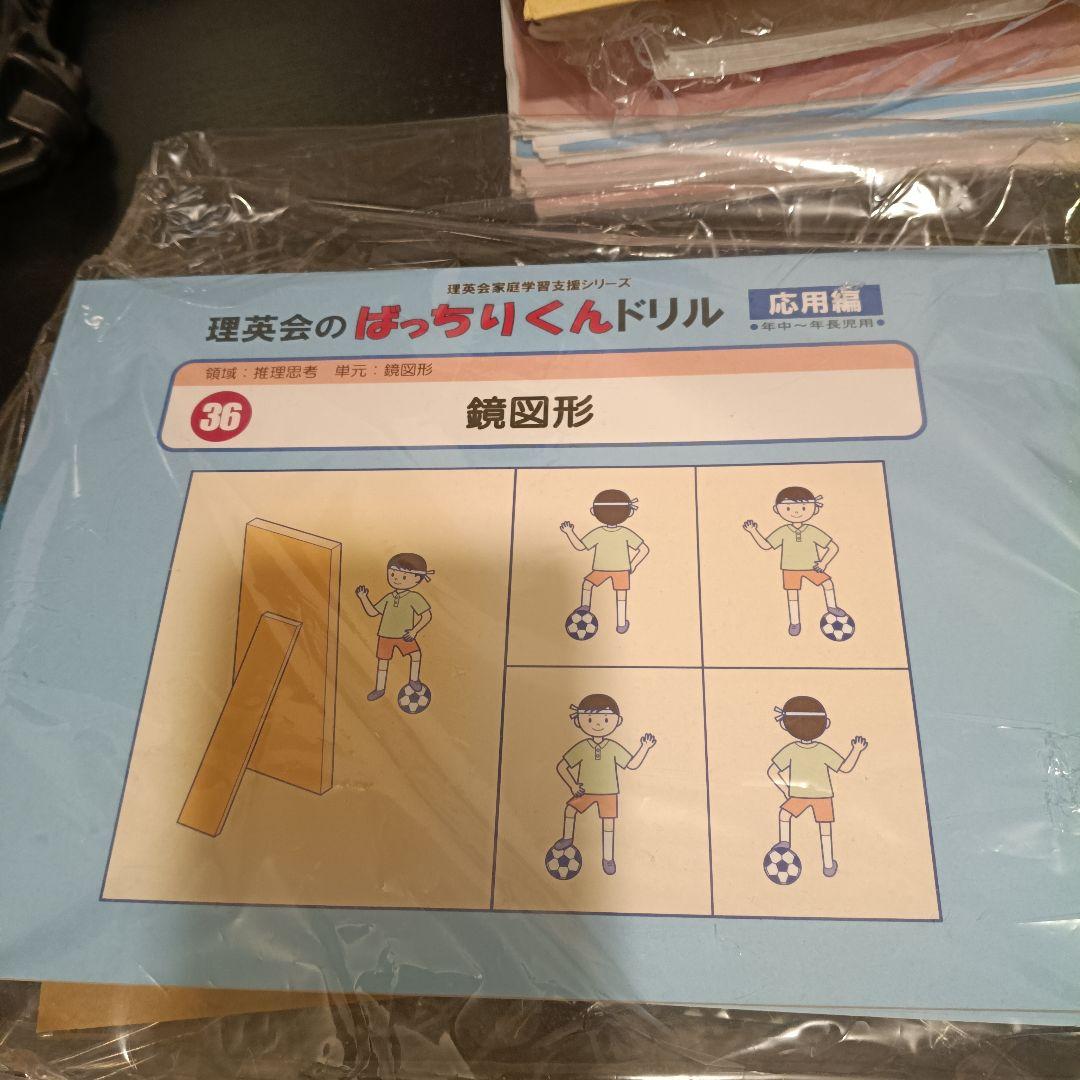 理英会家庭学習支援シリーズ
理英会のばっちりくんドリル
応用編
●年中～年長児用●
領域：推理思考　単元：鏡図形
36
鏡図形